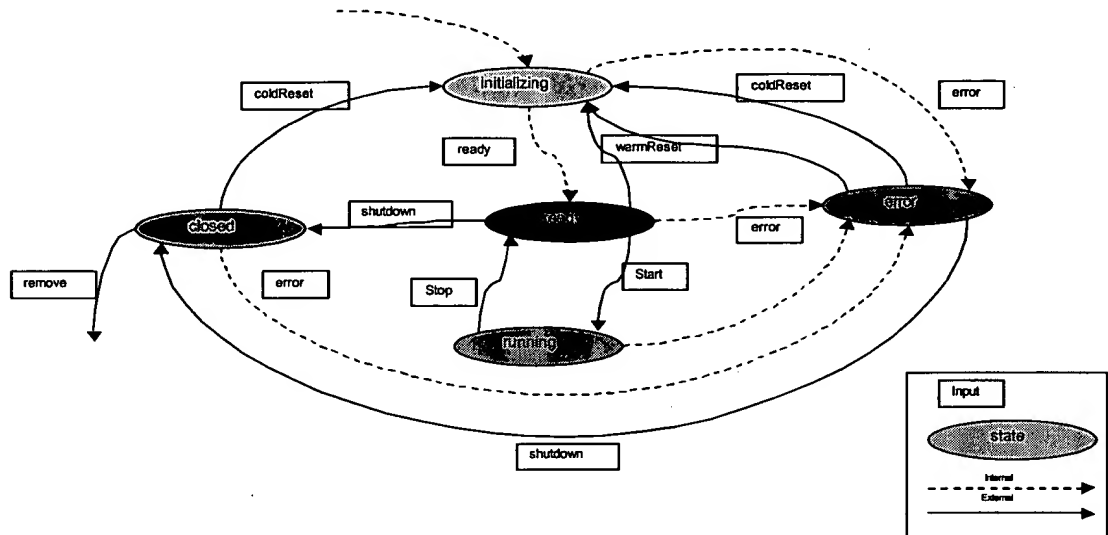 initializing
coldReset
coldReset
error
ready
warmReset
shutdown
ready
error
closed
error
remove
error
Stop
Start
running
shutdown
Input
state
Internal
External